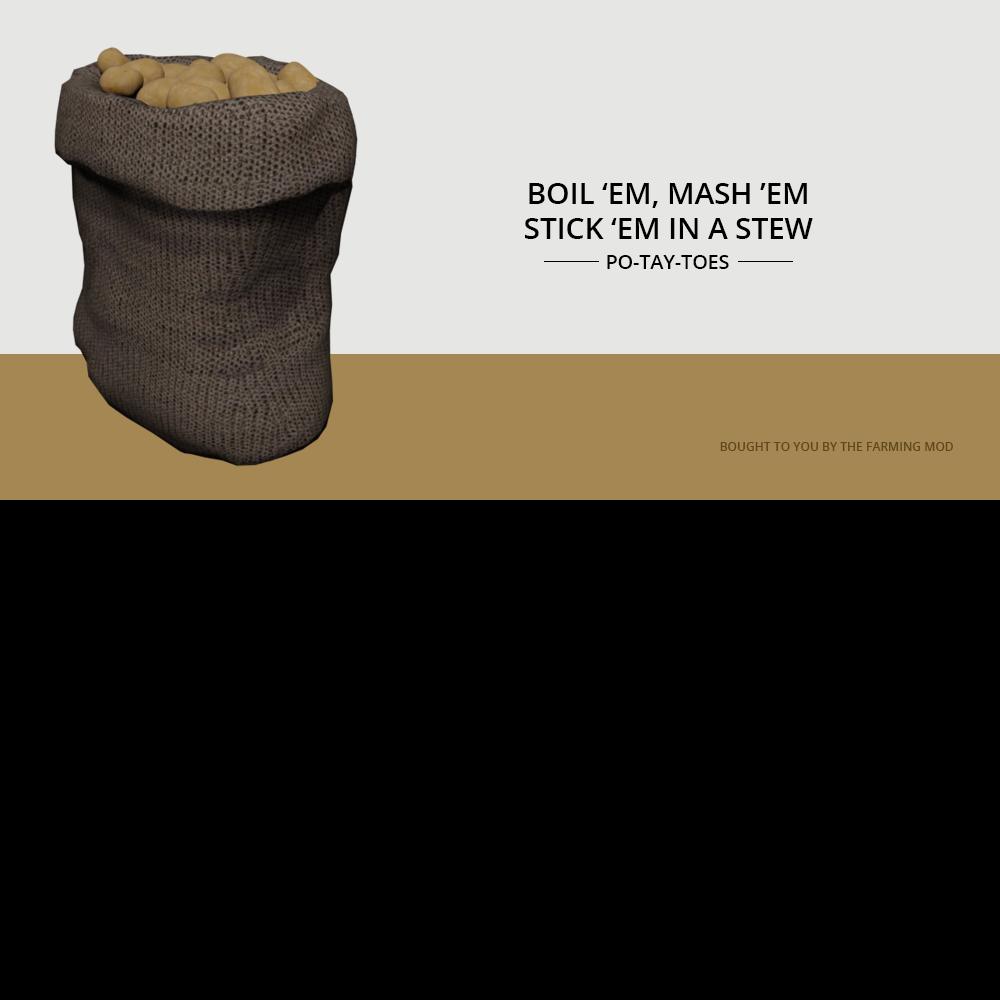 BOIL ‘EM, MASH ’EM
STICK ‘EM IN A STEW
PO-TAY-TOES
BOUGHT TO YOU BY THE FARMING MOD